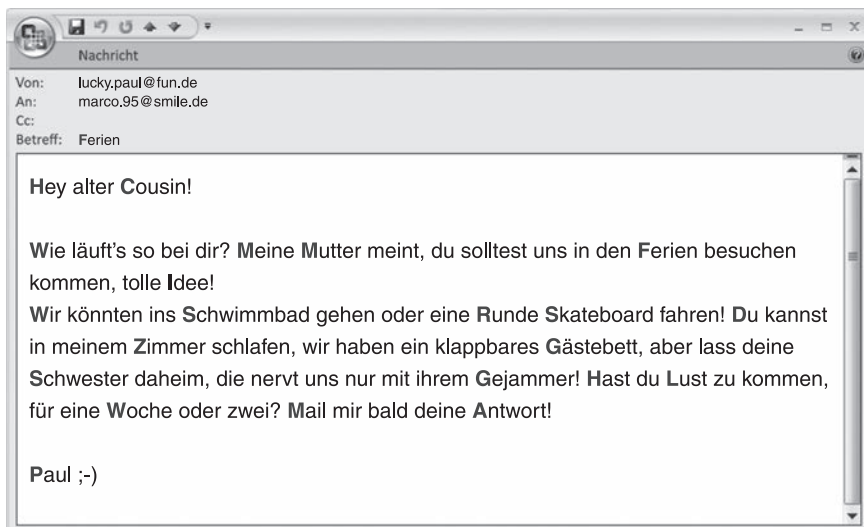 Nachricht
Von: lucky.paul@fun.de
An: marco.95@smile.de
Cc:
Betreff: Ferien
Hey alter Cousin!
Wie läuft's so bei dir? Meine Mutter meint, du solltest uns in den Ferien besuchen
kommen, tolle Idee!
Wir könnten ins Schwimmbad gehen oder eine Runde Skateboard fahren! Du kannst
in meinem Zimmer schlafen, wir haben ein klappbares Gästebett, aber lass deine
Schwester daheim, die nervt uns nur mit ihrem Gejammer! Hast du Lust zu kommen,
für eine Woche oder zwei? Mail mir bald deine Antwort!
Paul ;-)